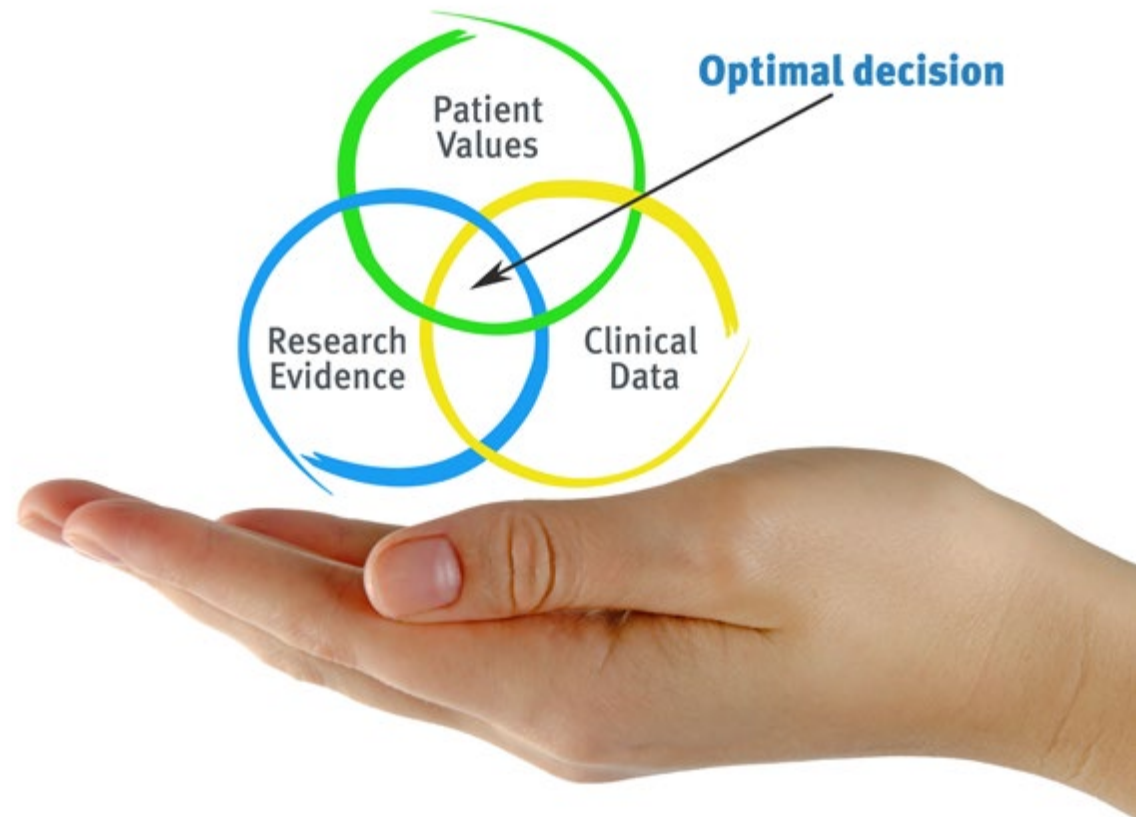 Optimal decision
Patient
Values
Research
Evidence
Clinical
Data